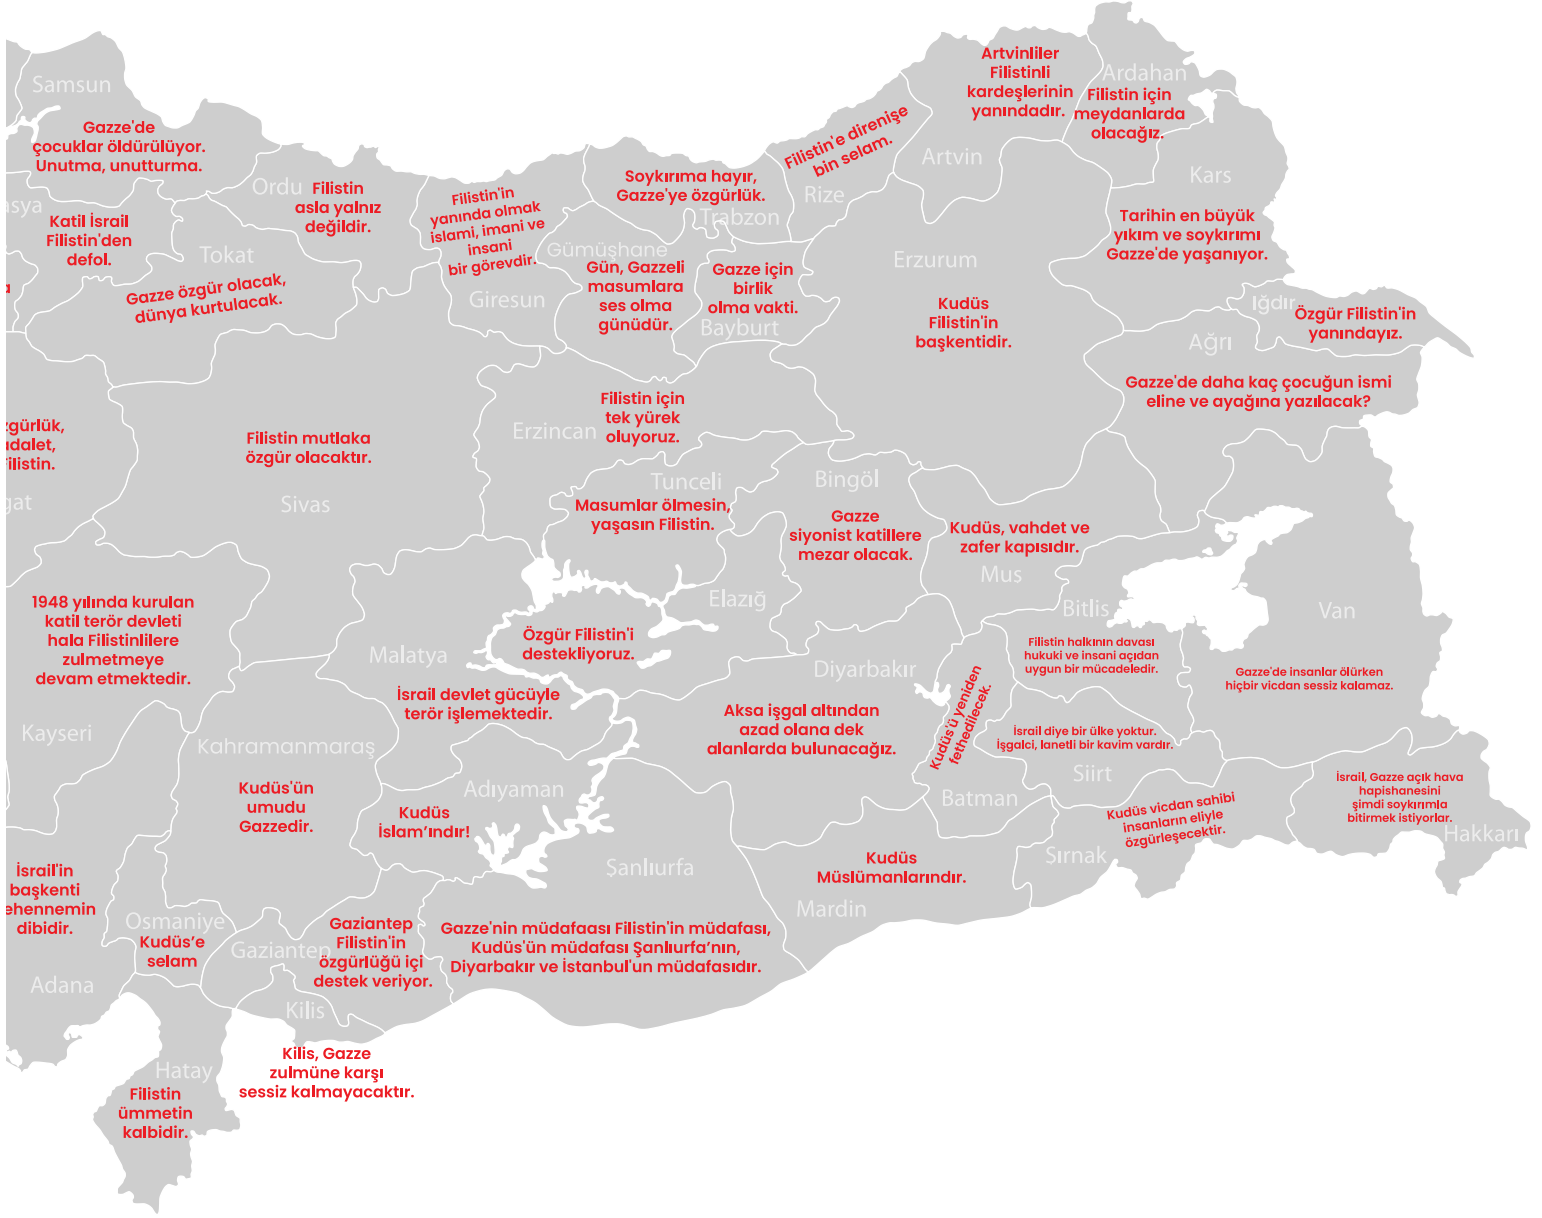 Samsun
Gazze'de
çocuklar öldürülüyor.
Unutma, unutturma.
Ordu
Filistin
asla yalnız
değildir.
asya
Katil İsrail
Filistin'den
defol.
Tokat
Gazze özgür olacak,
dünya kurtulacak.
Filistin'in
yanında olmak
islami, imani ve
insani
bir görevdir.
Giresun
Soykırıma hayır,
Gazze'ye özgürlük.
Trabzon
Gümüşhane
Gün, Gazzeli
masumlara
ses olma
günüdür.
Gazze için
birlik
olma vakti.
Bayburt
Filistin'e direnişe
bin selam.
Rize
Artvinliler
Filistinli
kardeşlerinin
yanındadır.
Artvin
Ardahan
Filistin için
meydanlarda
olacağız.
Kars
Tarihin en büyük
yıkım ve soykırımı
Gazze'de yaşanıyor.
Erzurum
Kudüs
Filistin'in
başkentidir.
Iğdır
Özgür Filistin'in
yanındayız.
Ağrı
Gazze'de daha kaç çocuğun ismi
eline ve ayağına yazılacak?
a
zgürlük,
adalet,
Filistin.
gat
Filistin mutlaka
özgür olacaktır.
Sivas
Filistin için
tek yürek
oluyoruz.
Erzincan
Tunceli
Masumlar ölmesin,
yaşasın Filistin.
Bingöl
Gazze
siyonist katillere
mezar olacak.
Kudüs, vahdet ve
zafer kapısıdır.
Mus
Elazığ
Özgür Filistin'i
destekliyoruz.
Bitlis
Filistin halkının davası
hukuki ve insani açıdan
uygun bir mücadeledir.
Van
Gazze'de insanlar ölürken
hiçbir vicdan sessiz kalamaz.
1948 yılında kurulan
katil terör devleti
hala Filistinlilere
zulmetmeye
devam etmektedir.
Kayseri
Malatya
İsrail devlet gücüyle
terör işlemektedir.
Diyarbakır
Aksa işgal altından
azad olana dek
alanlarda bulunacağız.
Kudüs'ü yeniden
fethedilecek.
Batman
İsrail diye bir ülke yoktur.
İşgalci, lanetli bir kavim vardır.
Siirt
Kahramanmaraş
Kudüs'ün
umudu
Gazzedir.
Adıyaman
Kudüs
İslam'ındır!
Kudüs vicdan sahibi
insanların eliyle
özgürleşecektir.
Şırnak
İsrail, Gazze açık hava
hapishanesini
şimdi soykırımla
bitirmek istiyorlar.
Hakkarı
Şanlıurfa
Gazze'nin müdafaası Filistin'in müdafası,
Kudüs'ün müdafası Şanlıurfa'nın,
Diyarbakır ve İstanbul'un müdafasıdır.
Kudüs
Müslümanlarındır.
Mardin
İsrail'in
başkenti
ehennemin
dibidir.
Adana
Osmaniye
Kudüs'e
selam
Gaziantep
Gaziantep
Filistin'in
özgürlüğü içi
destek veriyor.
Kilis
Kilis, Gazze
zulmüne karşı
sessiz kalmayacaktır.
Hatay
Filistin
ümmetin
kalbidir.